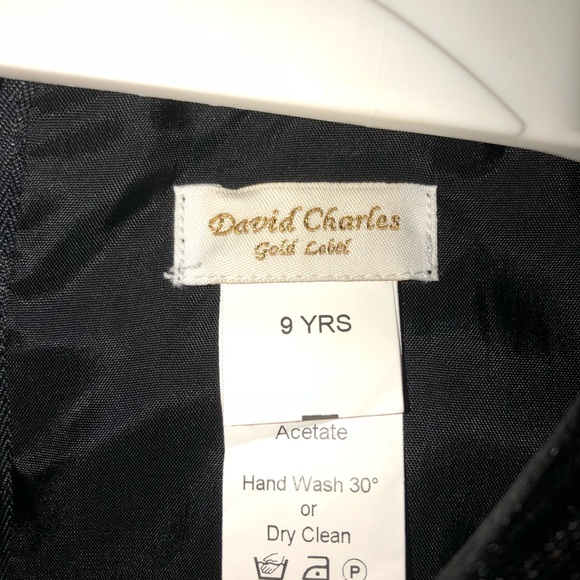 David Charles
Gold Label
9 YRS
Acetate
Hand Wash 30°
or
Dry Clean
P